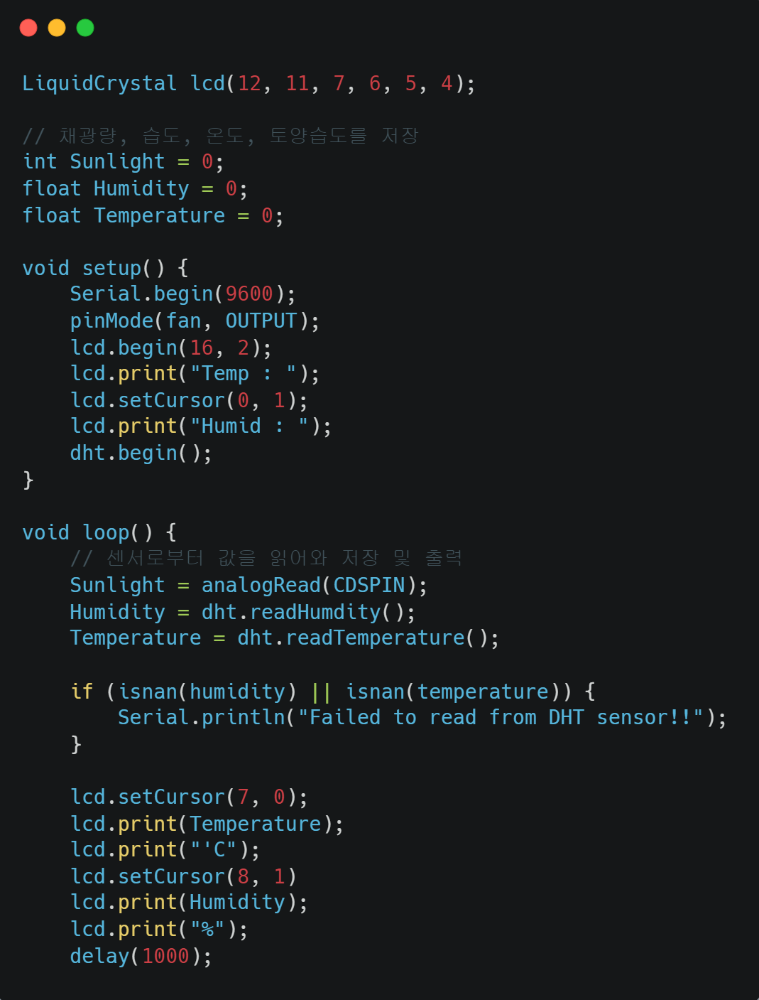 LiquidCrystal lcd(12, 11, 7, 6, 5, 4);
// 채광량, 습도, 온도, 토양습도를 저장
int Sunlight = 0;
float Humidity = 0;
float Temperature = 0;
void setup() {
Serial.begin(9600);
pinMode(fan, OUTPUT);
lcd.begin(16, 2);
lcd.print("Temp : ");
lcd.setCursor(0, 1);
lcd.print("Humid : ");
dht.begin();
}
void loop() {
// 센서로부터 값을 읽어와 저장 및 출력
Sunlight = analogRead(CDSPIN);
Humidity = dht.readHumdity();
Temperature = dht.readTemperature();
if (isnan(humidity) || isnan(temperature)) {
Serial.println("Failed to read from DHT sensor!!");
}
lcd.setCursor(7, 0);
lcd.print(Temperature);
lcd.print("'C");
lcd.setCursor(8, 1)
lcd.print(Humidity);
lcd.print("%");
delay(1000);